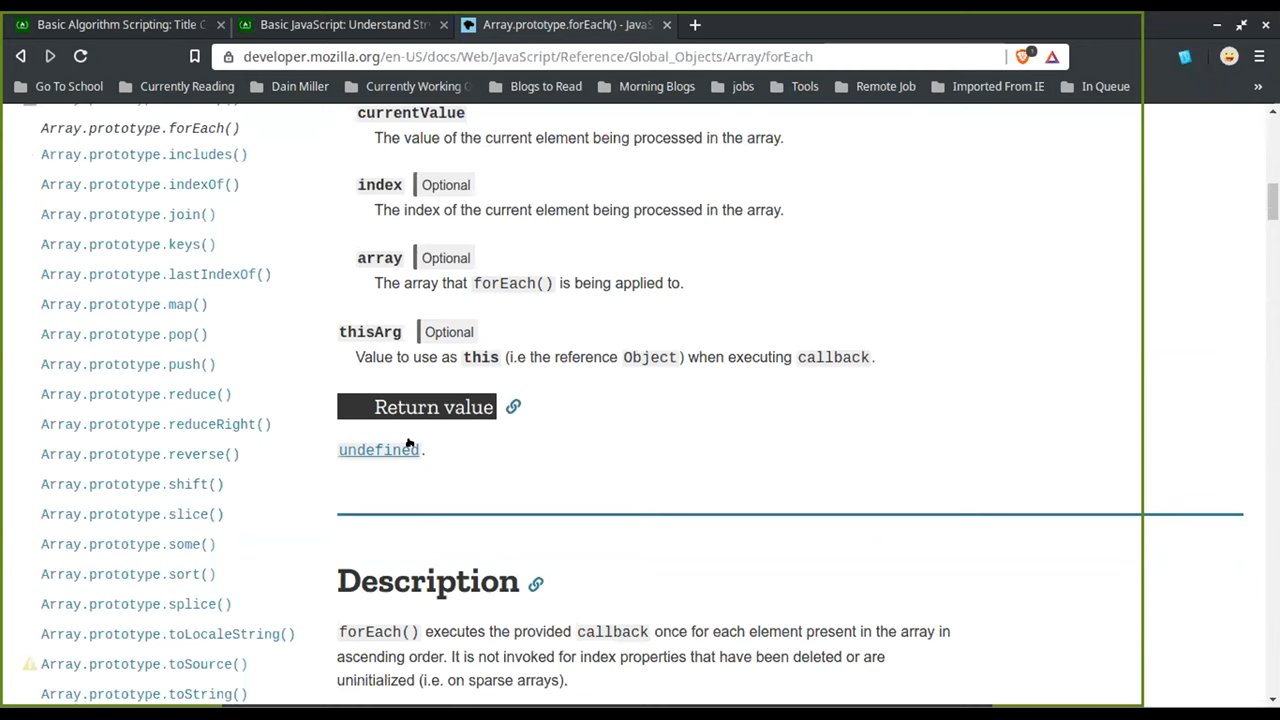 Basic Algorithm Scripting: Title C
Basic JavaScript: Understand Str
Array.prototype.forEach() - JavaS
developer.mozilla.org/en-US/docs/Web/JavaScript/Reference/Global_Objects/Array/forEach
1
Go To School
Currently Reading
Dain Miller
Currently Working O
Blogs to Read
Morning Blogs
jobs
Tools
Remote Job
Imported From IE
In Queue
»
Array.prototype.forEach()
Array.prototype.includes()
Array.prototype.indexOf()
Array.prototype.join()
Array.prototype.keys()
Array.prototype.lastIndexOf()
Array.prototype.map()
Array.prototype.pop()
Array.prototype.push()
Array.prototype.reduce()
Array.prototype.reduceRight()
Array.prototype.reverse()
Array.prototype.shift()
Array.prototype.slice()
Array.prototype.some()
Array.prototype.sort()
Array.prototype.splice()
Array.prototype.toLocaleString()
Array.prototype.toSource()
Array.prototype.toString()
currentValue
The value of the current element being processed in the array.
index Optional
The index of the current element being processed in the array.
array Optional
The array that forEach() is being applied to.
thisArg Optional
Value to use as this (i.e the reference Object) when executing callback.
Return value
undefined.
Description
forEach() executes the provided callback once for each element present in the array in
ascending order. It is not invoked for index properties that have been deleted or are
uninitialized (i.e. on sparse arrays).